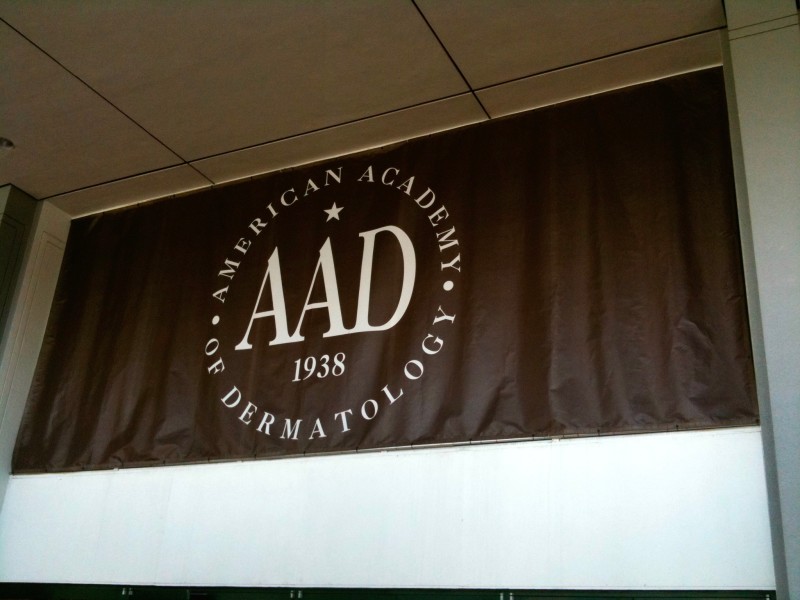 AMERICAN ACADEMY
AAD
1938
• OF DERMATOLOGY •